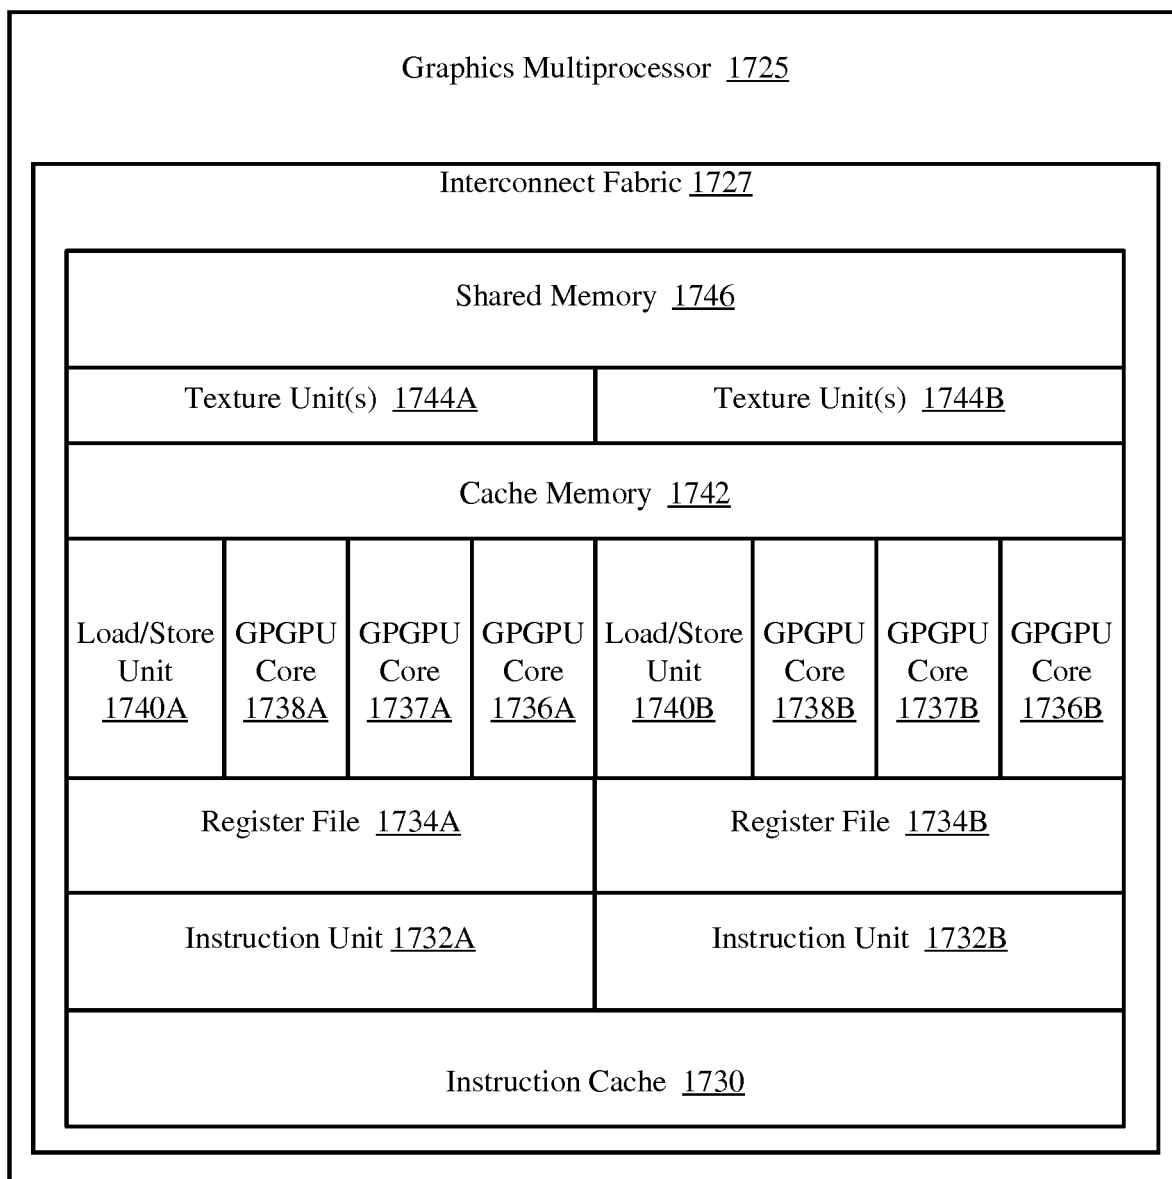 Graphics Multiprocessor 1725
Interconnect Fabric 1727
Shared Memory 1746
Texture Unit(s) 1744A
Texture Unit(s) 1744B
Cache Memory 1742
Load/Store
Unit
1740A
GPGPU
Core
1738A
GPGPU
Core
1737A
GPGPU
Core
1736A
Load/Store
Unit
1740B
GPGPU
Core
1738B
GPGPU
Core
1737B
GPGPU
Core
1736B
Register File 1734A
Register File 1734B
Instruction Unit 1732A
Instruction Unit 1732B
Instruction Cache 1730